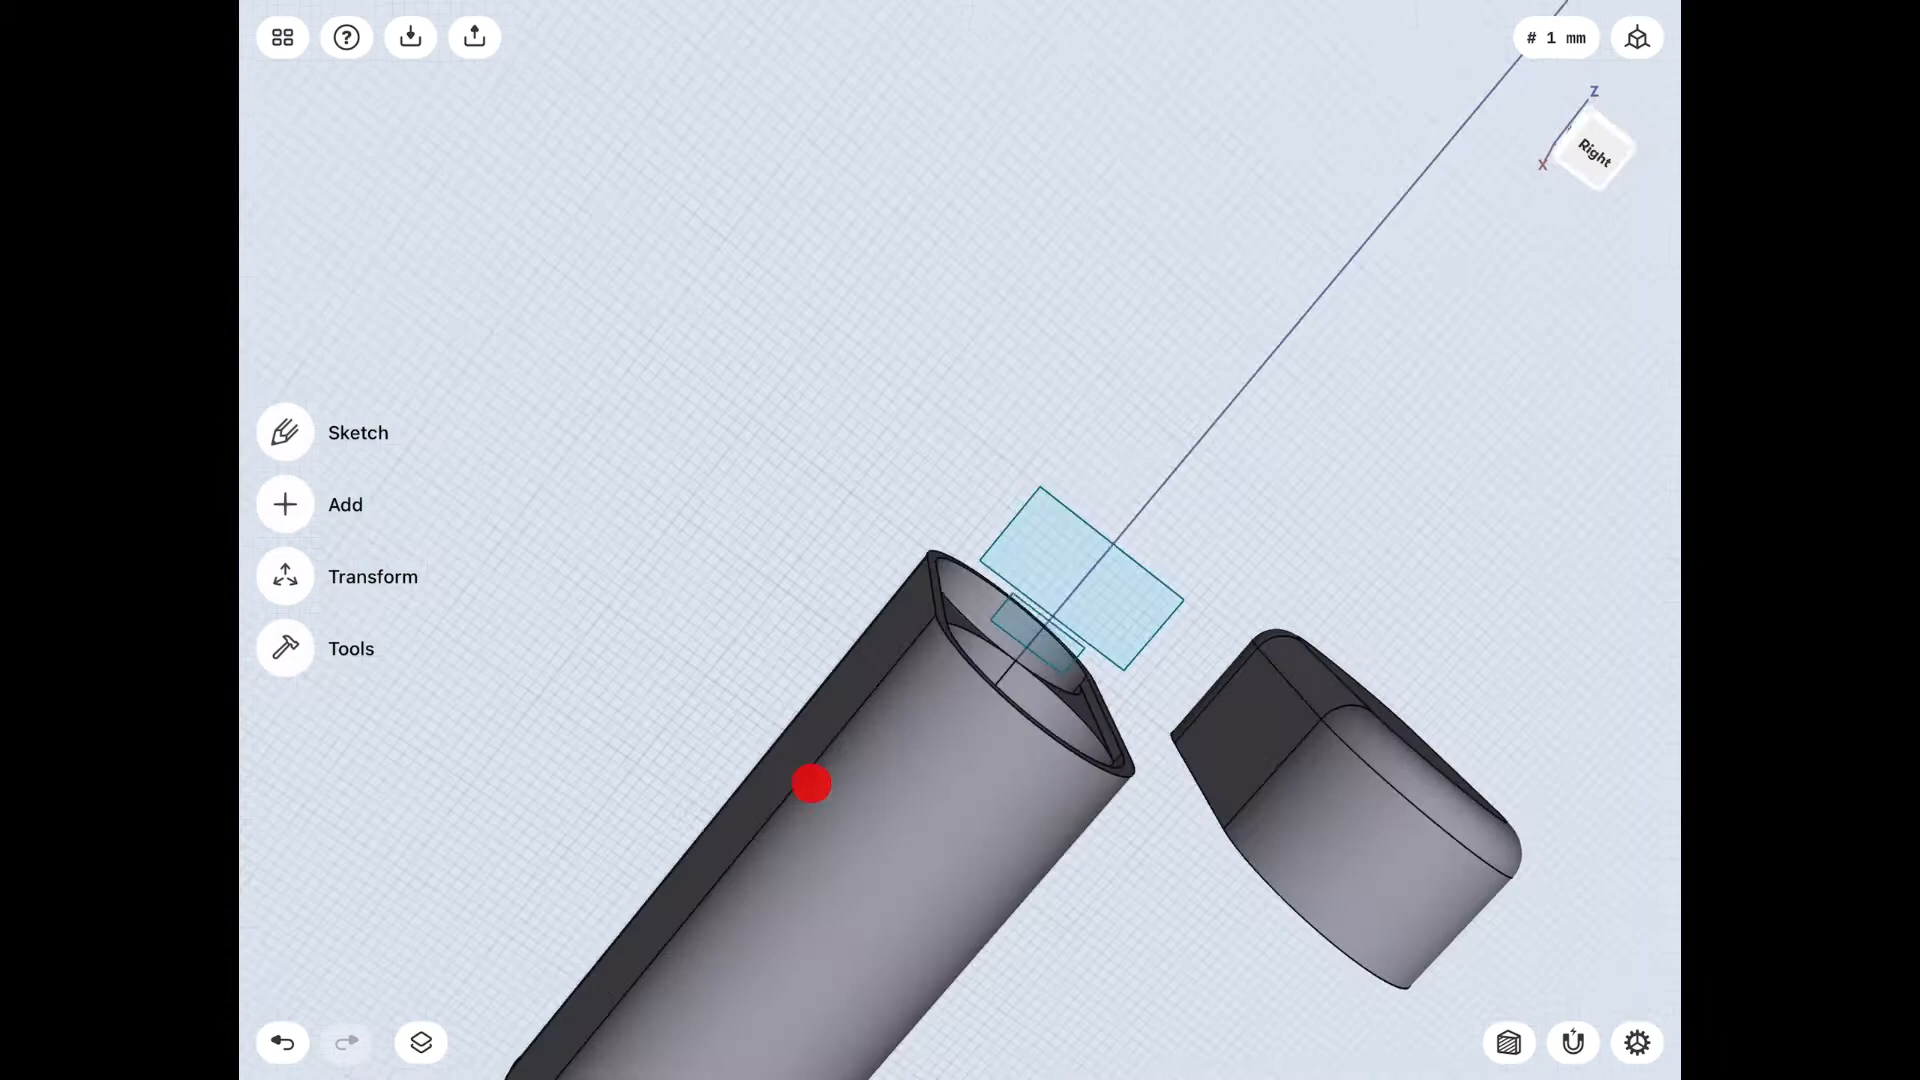 # 1 mm
Z
Right
X
Sketch
Add
Transform
Tools